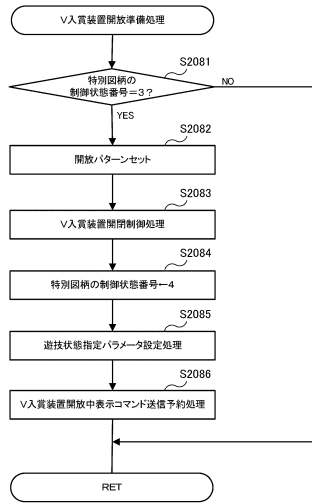 V入賞装置開放準備処理
S2081
特別図柄の
制御状態番号=3?
NO
YES
S2082
開放パターンセット
S2083
V入賞装置開閉制御処理
S2084
特別図柄の制御状態番号←4
S2085
遊技状態指定パラメータ設定処理
S2086
V入賞装置開放中表示コマンド送信予約処理
RET